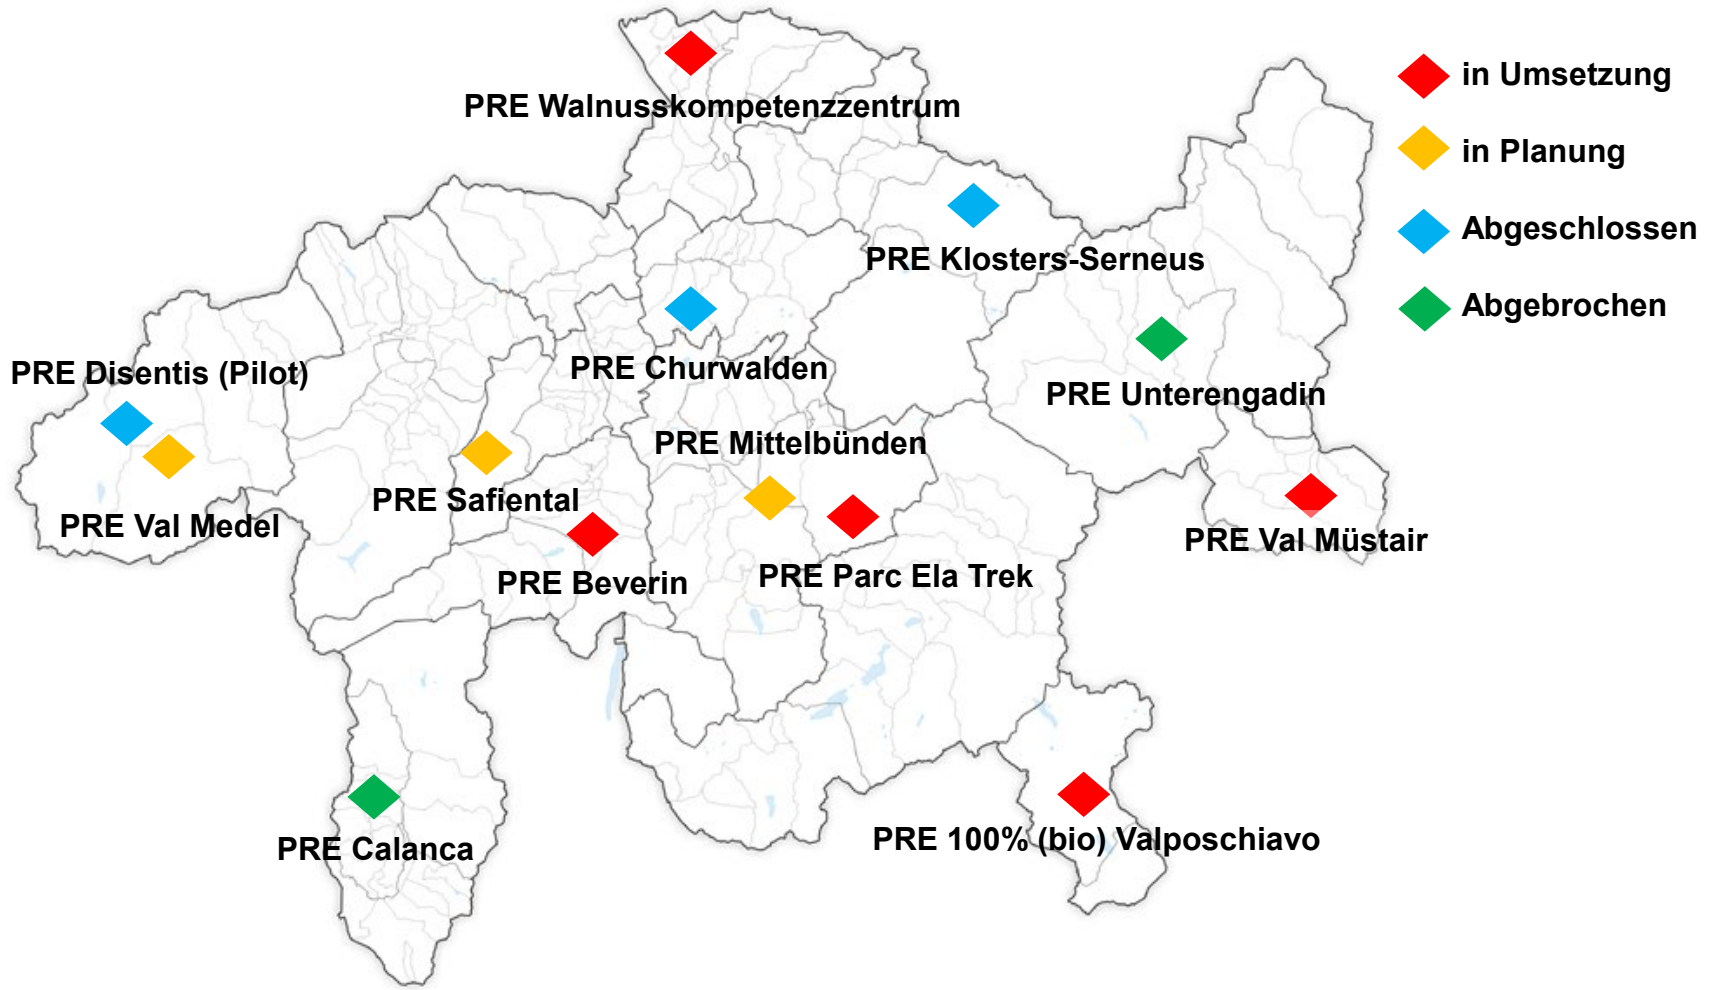 in Umsetzung
PRE Walnusskompetenzzentrum
in Planung
Abgeschlossen
PRE Klosters-Serneus
Abgebrochen
PRE Disentis (Pilot)
PRE Churwalden
PRE Unterengadin
PRE Mittelbünden
PRE Safiental
PRE Val Medel
PRE Val Müstair
PRE Beverin
PRE Parc Ela Trek
PRE Calanca
PRE 100% (bio) Valposchiavo